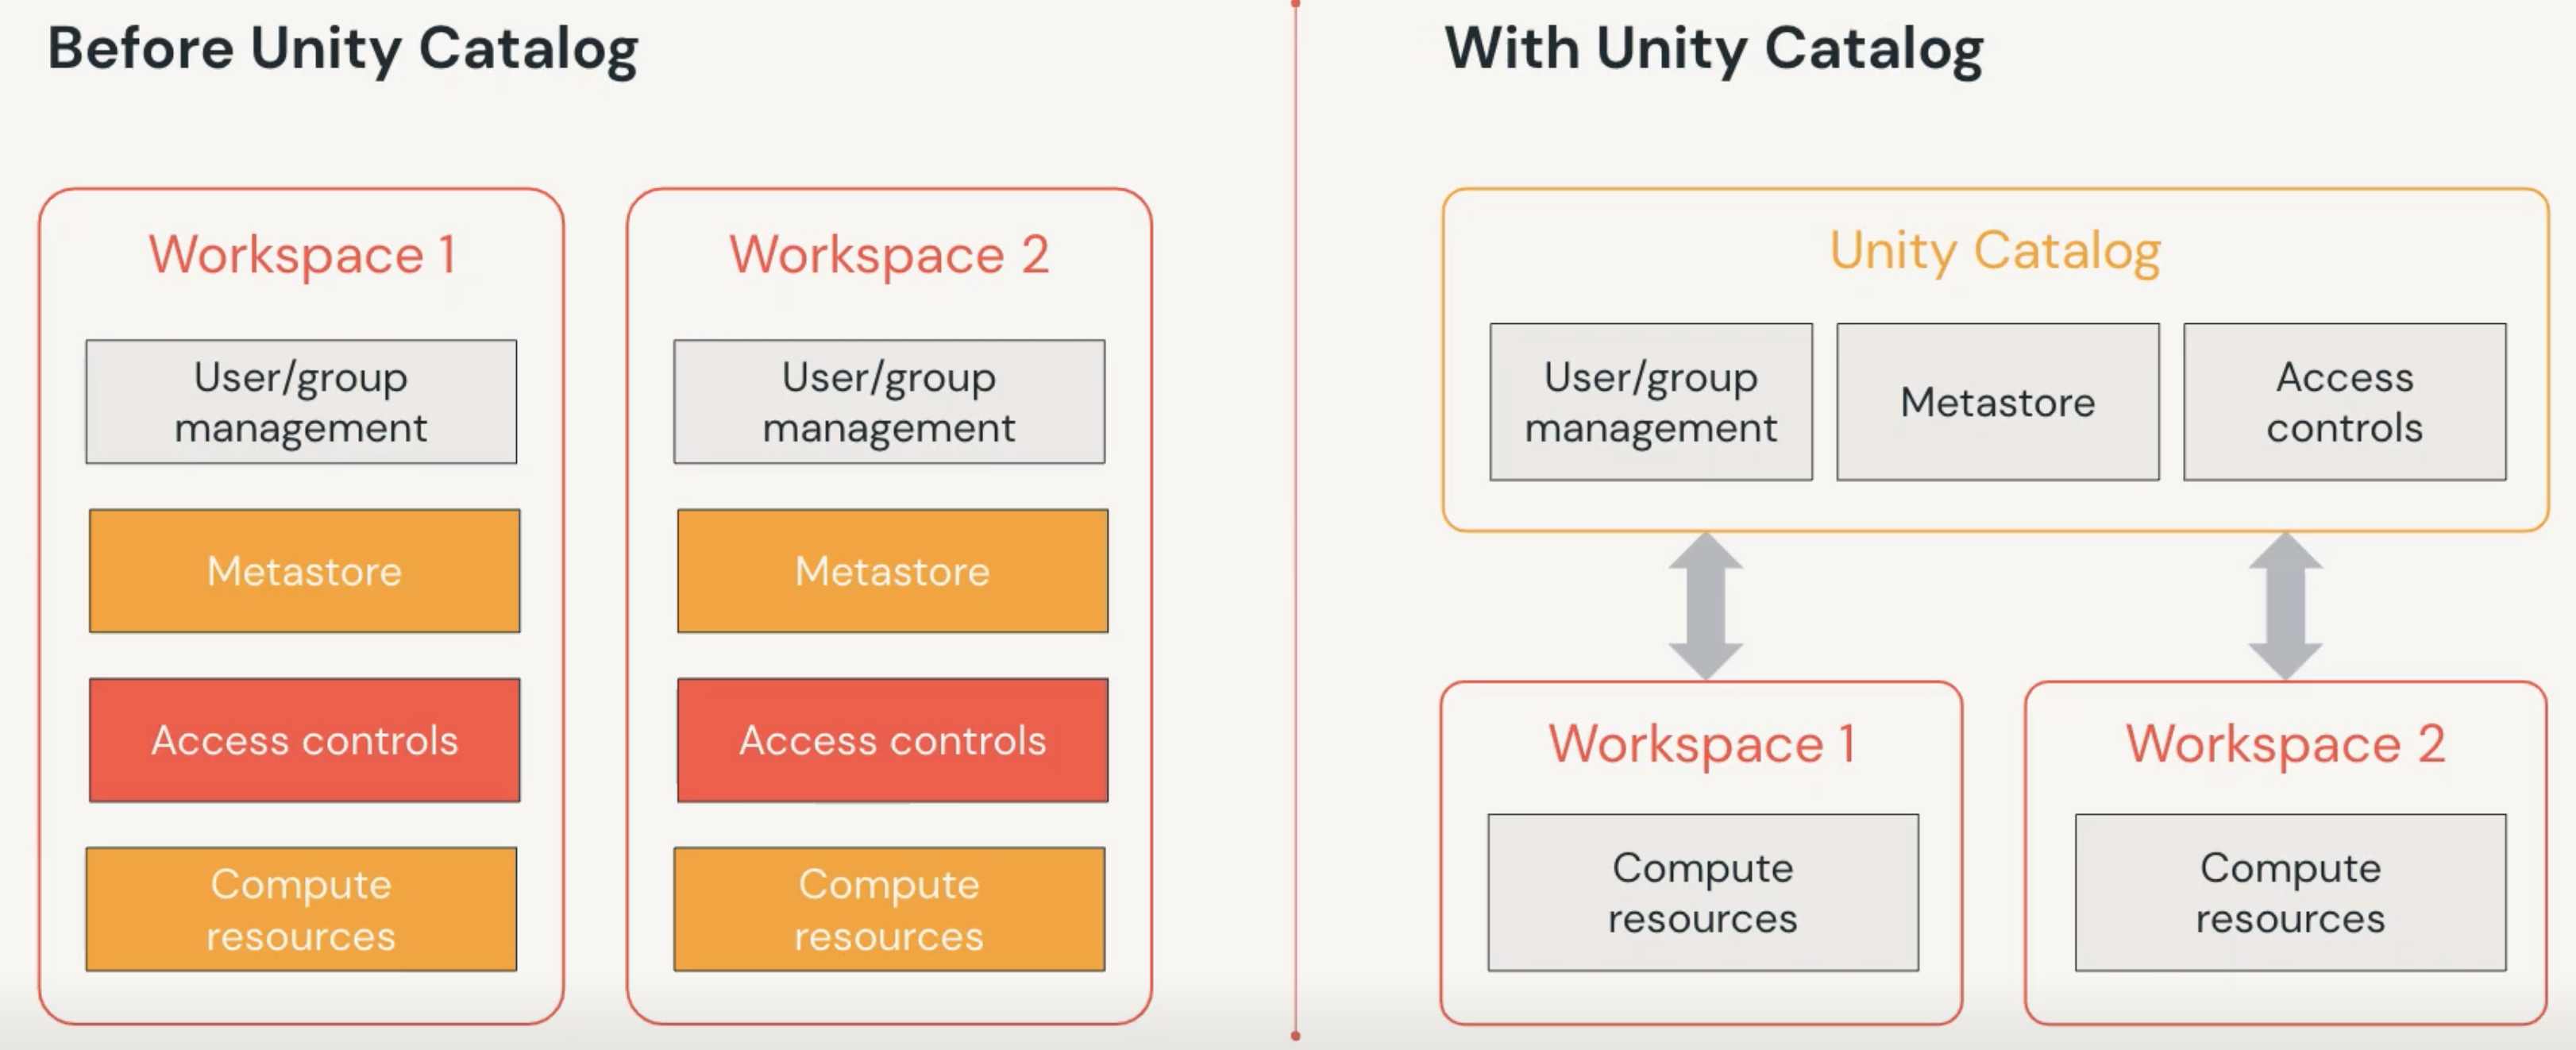 Before Unity Catalog
Workspace 1
User/group
management
Metastore
Access controls
Compute
resources
Workspace 2
User/group
management
Metastore
Access controls
Compute
resources
With Unity Catalog
Unity Catalog
User/group
management
Metastore
Access
controls
Workspace 1
Compute
resources
Workspace 2
Compute
resources